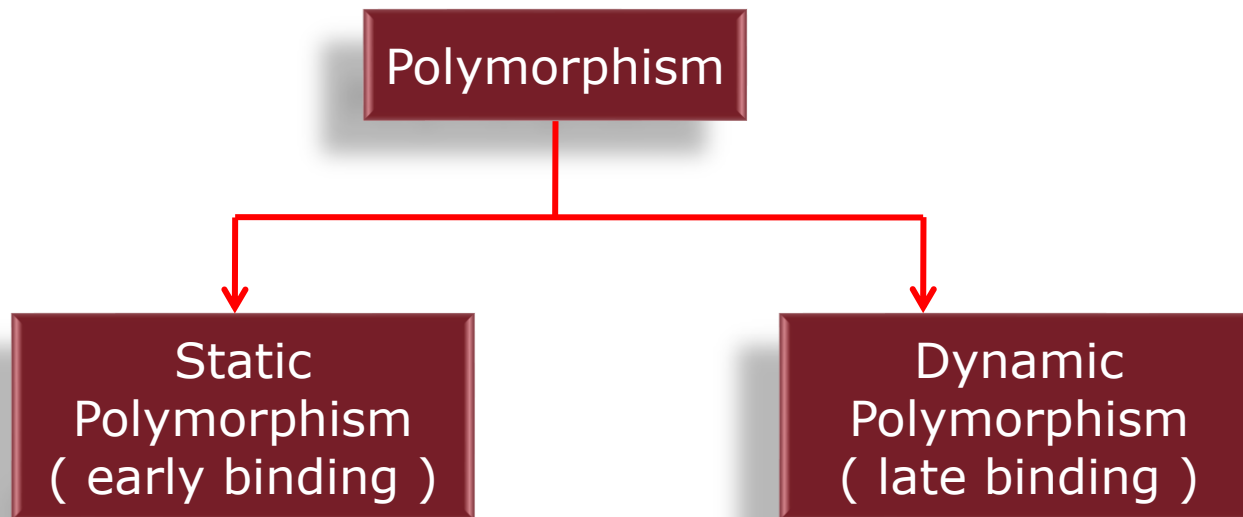 Polymorphism
Static
Polymorphism
( early binding )
Dynamic
Polymorphism
( late binding )